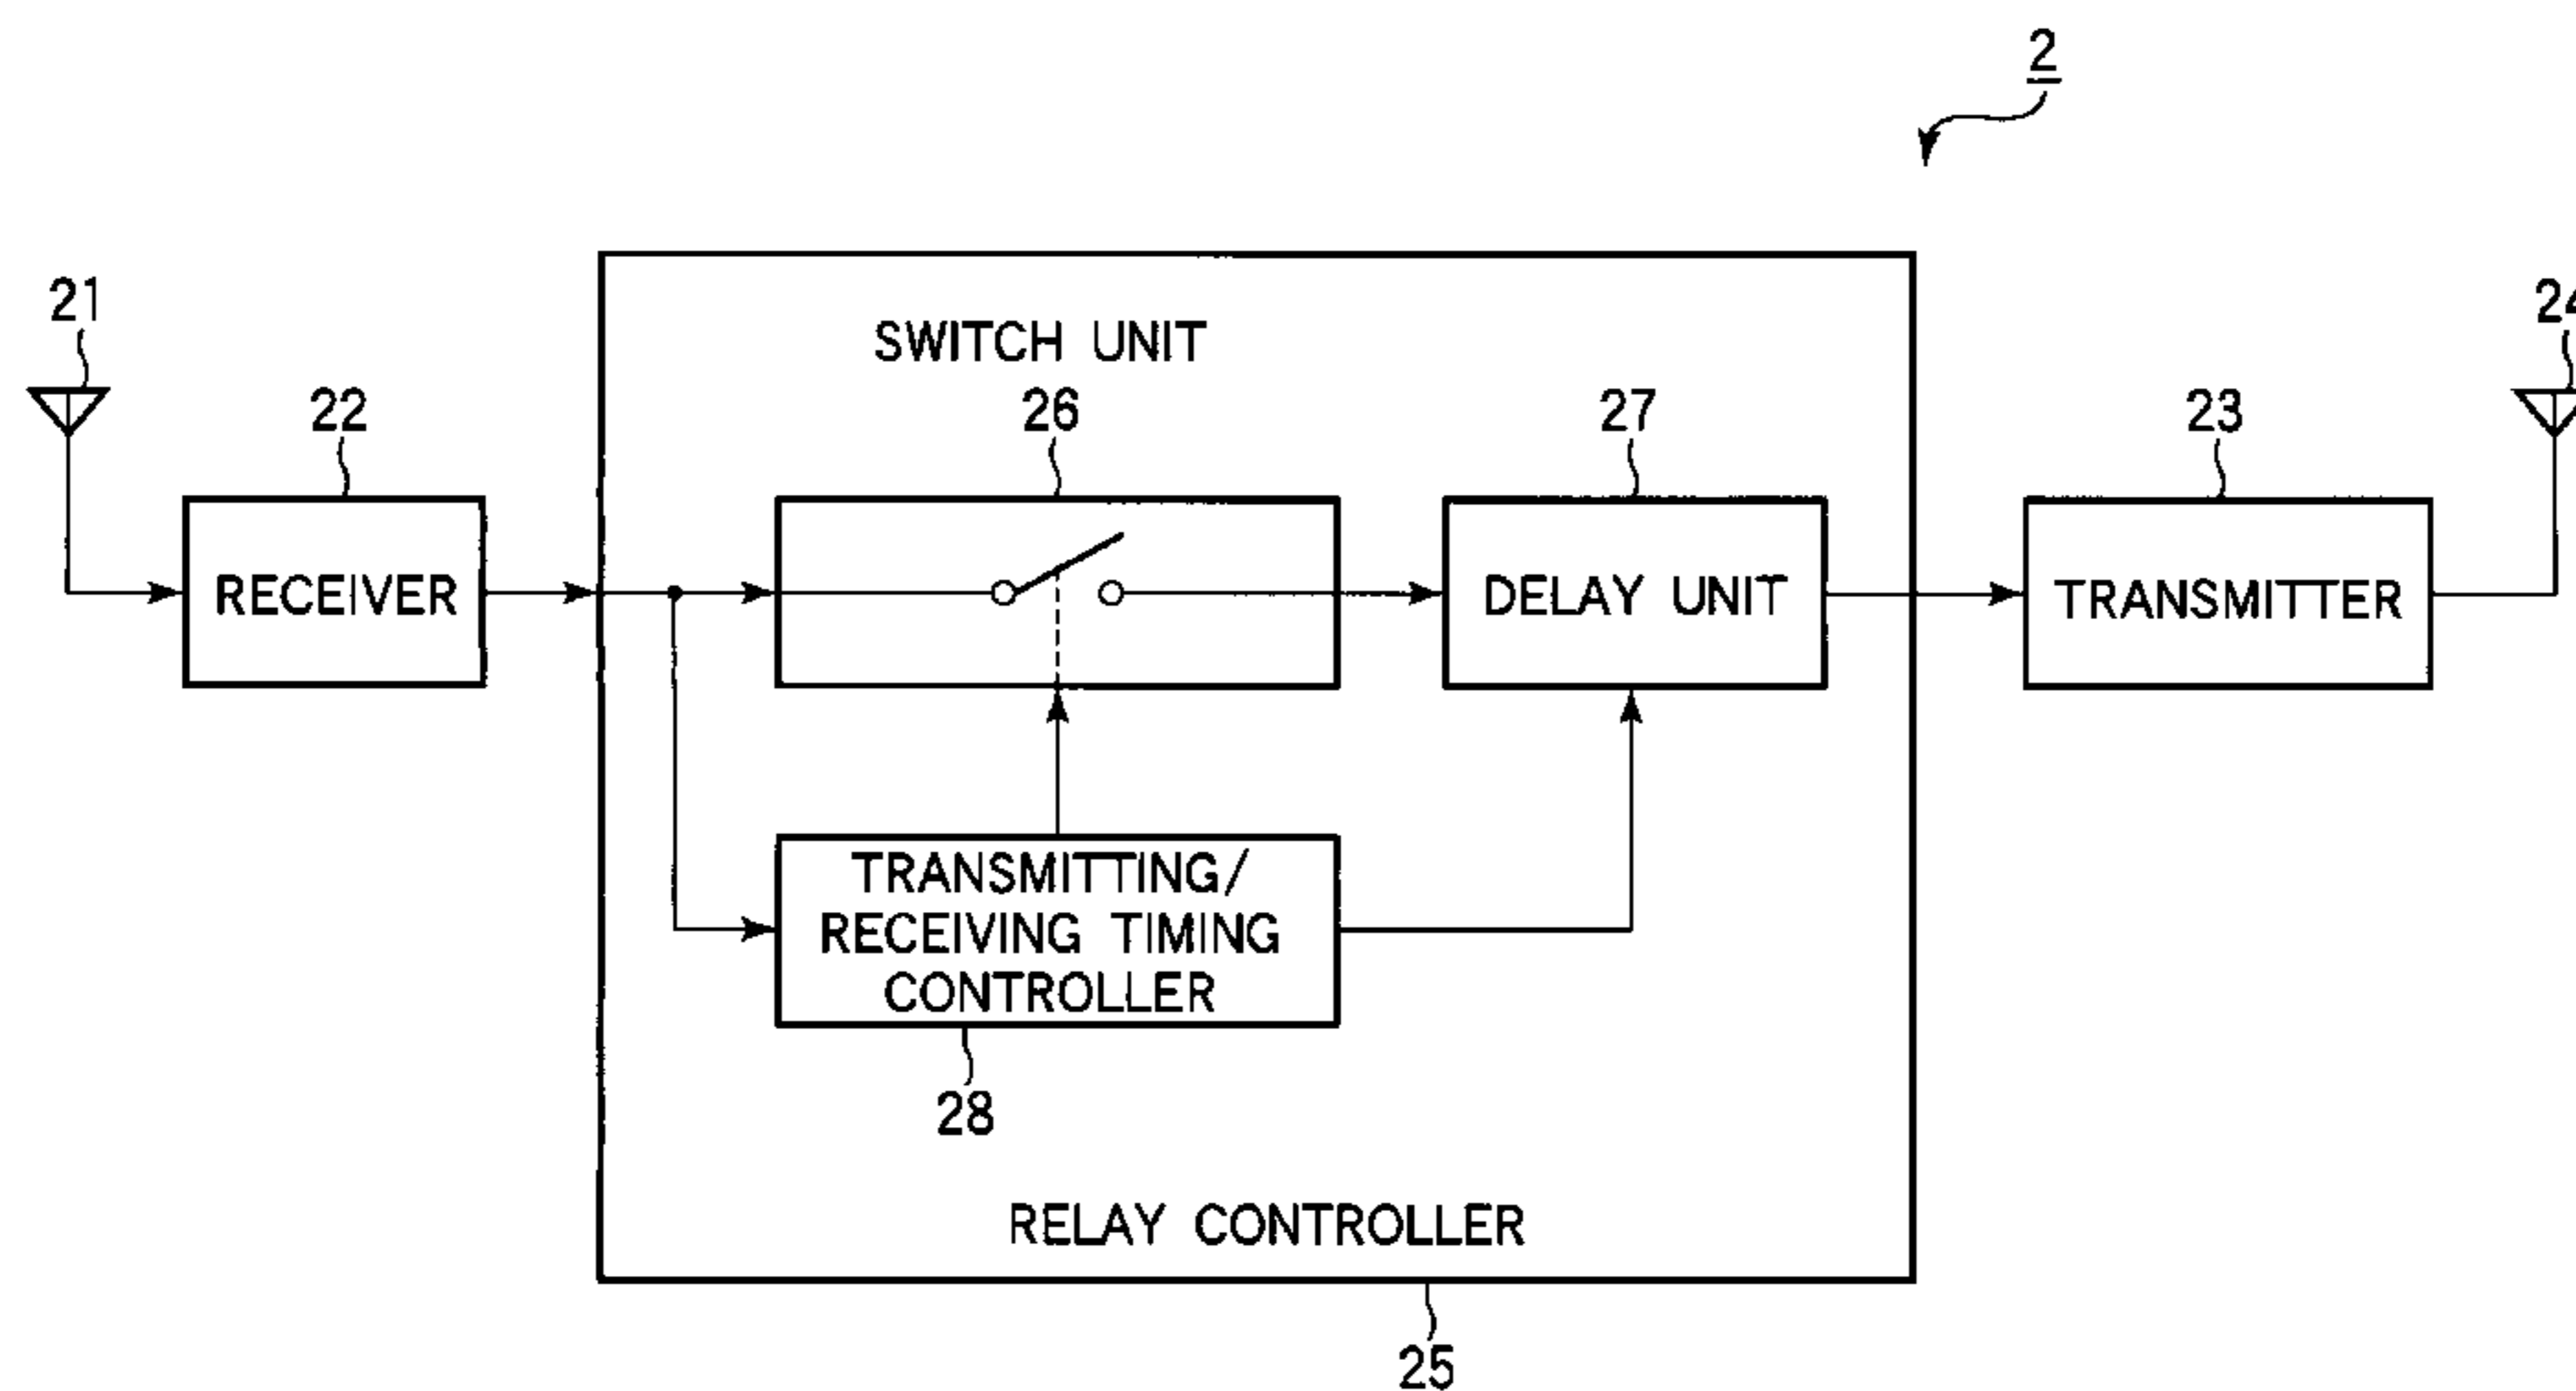 2
21
24
SWITCH UNIT
22
26
27
23
RECEIVER
DELAY UNIT
TRANSMITTER
TRANSMITTING/
RECEIVING TIMING
CONTROLLER
28
RELAY CONTROLLER
25